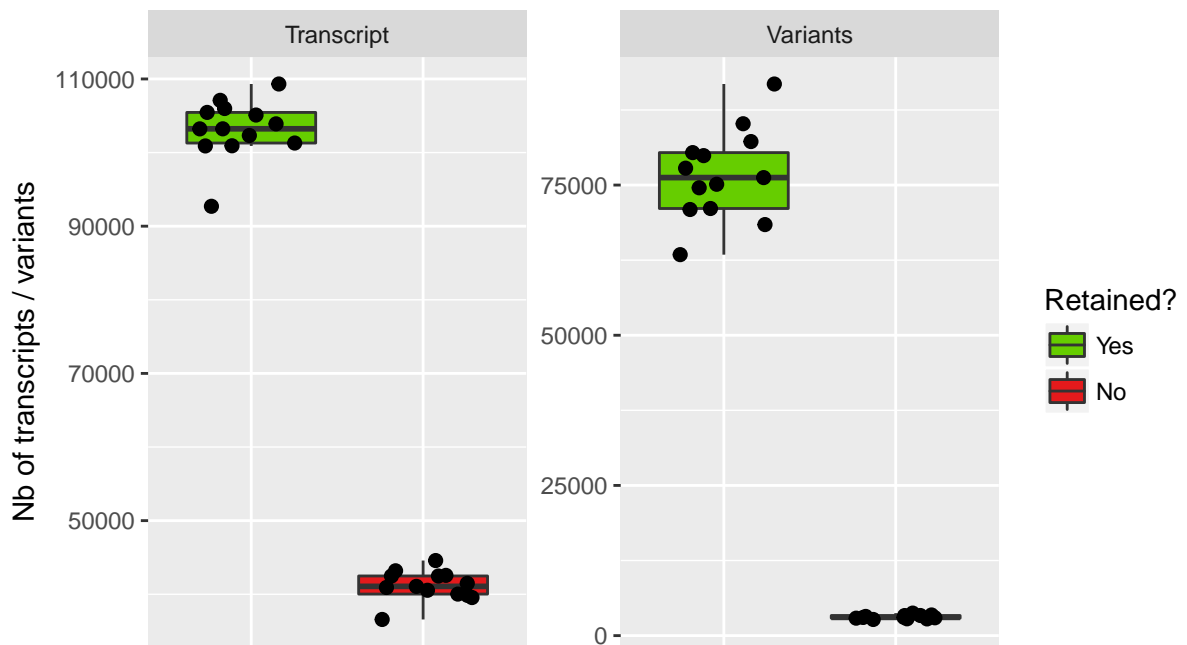 Transcript
Variants
Nb of transcripts / variants
110000
90000
70000
50000
75000
50000
25000
0
Retained?
Yes
No